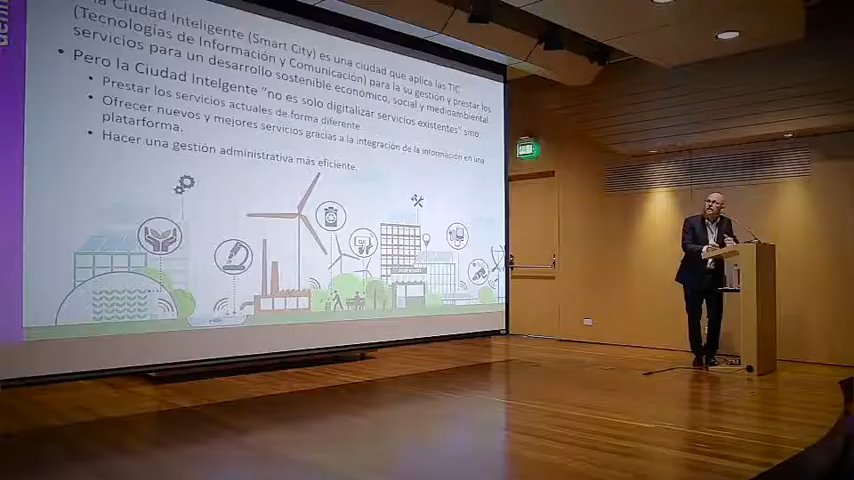 la Ciudad Inteligente (Smart City) es una ciudad que aplica las TIC
(Tecnologías de Información y Comunicación) para la su gestión y prestar los
servicios para un desarrollo sostenible económico, social y medioambiental.
• Pero la Ciudad Intelgente "no es solo digitalizar servicios existentes" sino:
• Prestar los servicios actuales de forma diferente.
• Ofrecer nuevos y mejores servicios gracias a la integración de la información en una
platarforma.
• Hacer una gestión administrativa más eficiente.